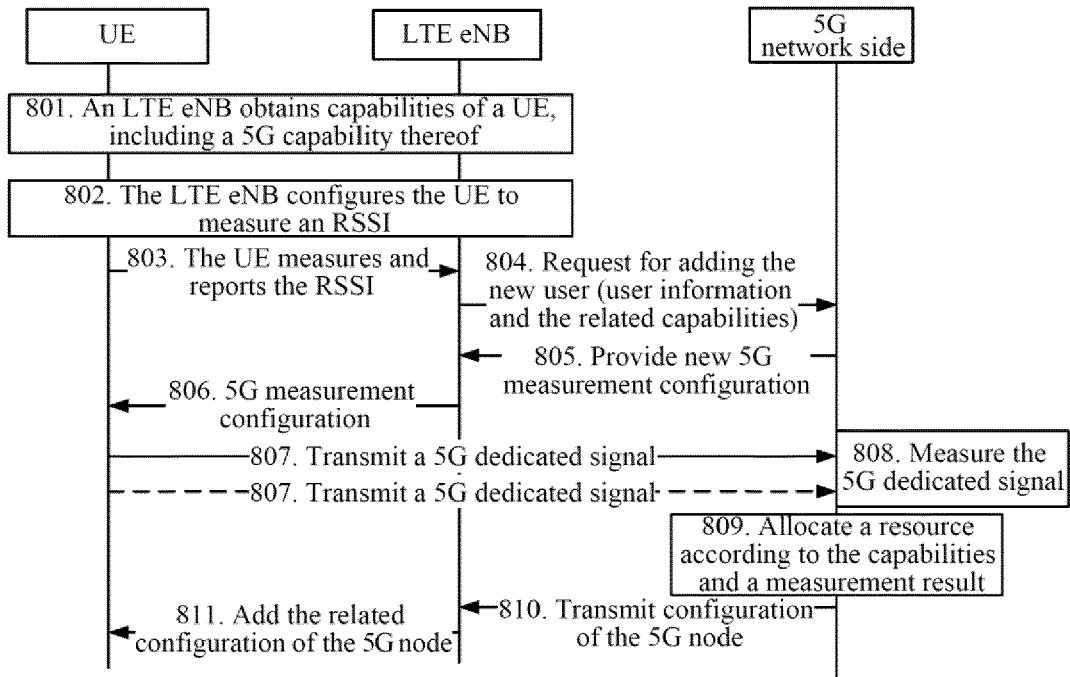 UE
LTE eNB
5G
network side
801. An LTE eNB obtains capabilities of a UE,
including a 5G capability thereof
802. The LTE eNB configures the UE to
measure an RSSI
803. The UE measures and
reports the RSSI
804. Request for adding the
new user (user information
and the related capabilities)
805. Provide new 5G
measurement configuration
806. 5G measurement
configuration
807. Transmit a 5G dedicated signal
807. Transmit a 5G dedicated signal
808. Measure the
5G dedicated signal
809. Allocate a resource
according to the capabilities
and a measurement result
810. Transmit configuration
of the 5G node
811. Add the related
configuration of the 5G node